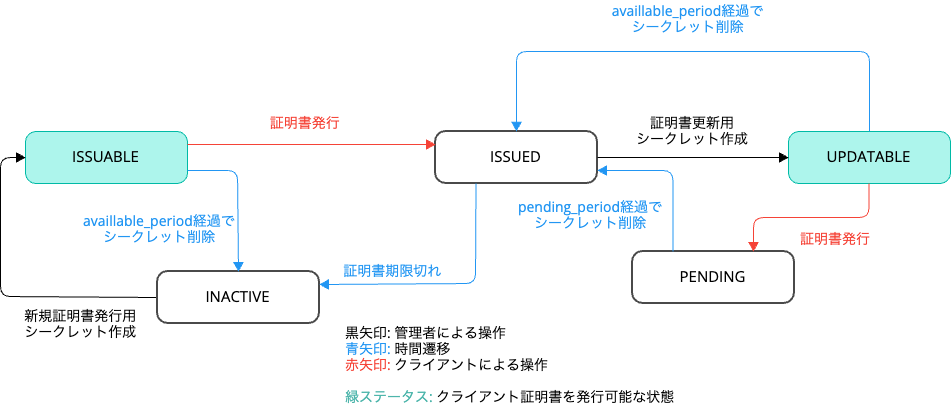 availlable_period経過で
シークレット削除
証明書発行
証明書更新用
シークレット作成
ISSUABLE
ISSUED
UPDATABLE
availlable_period経過で
シークレット削除
pending_period経過で
シークレット削除
証明書発行
証明書期限切れ
INACTIVE
PENDING
新規証明書発行用
シークレット作成
黒矢印: 管理者による操作
青矢印: 時間遷移
赤矢印: クライアントによる操作
緑ステータス: クライアント証明書を発行可能な状態